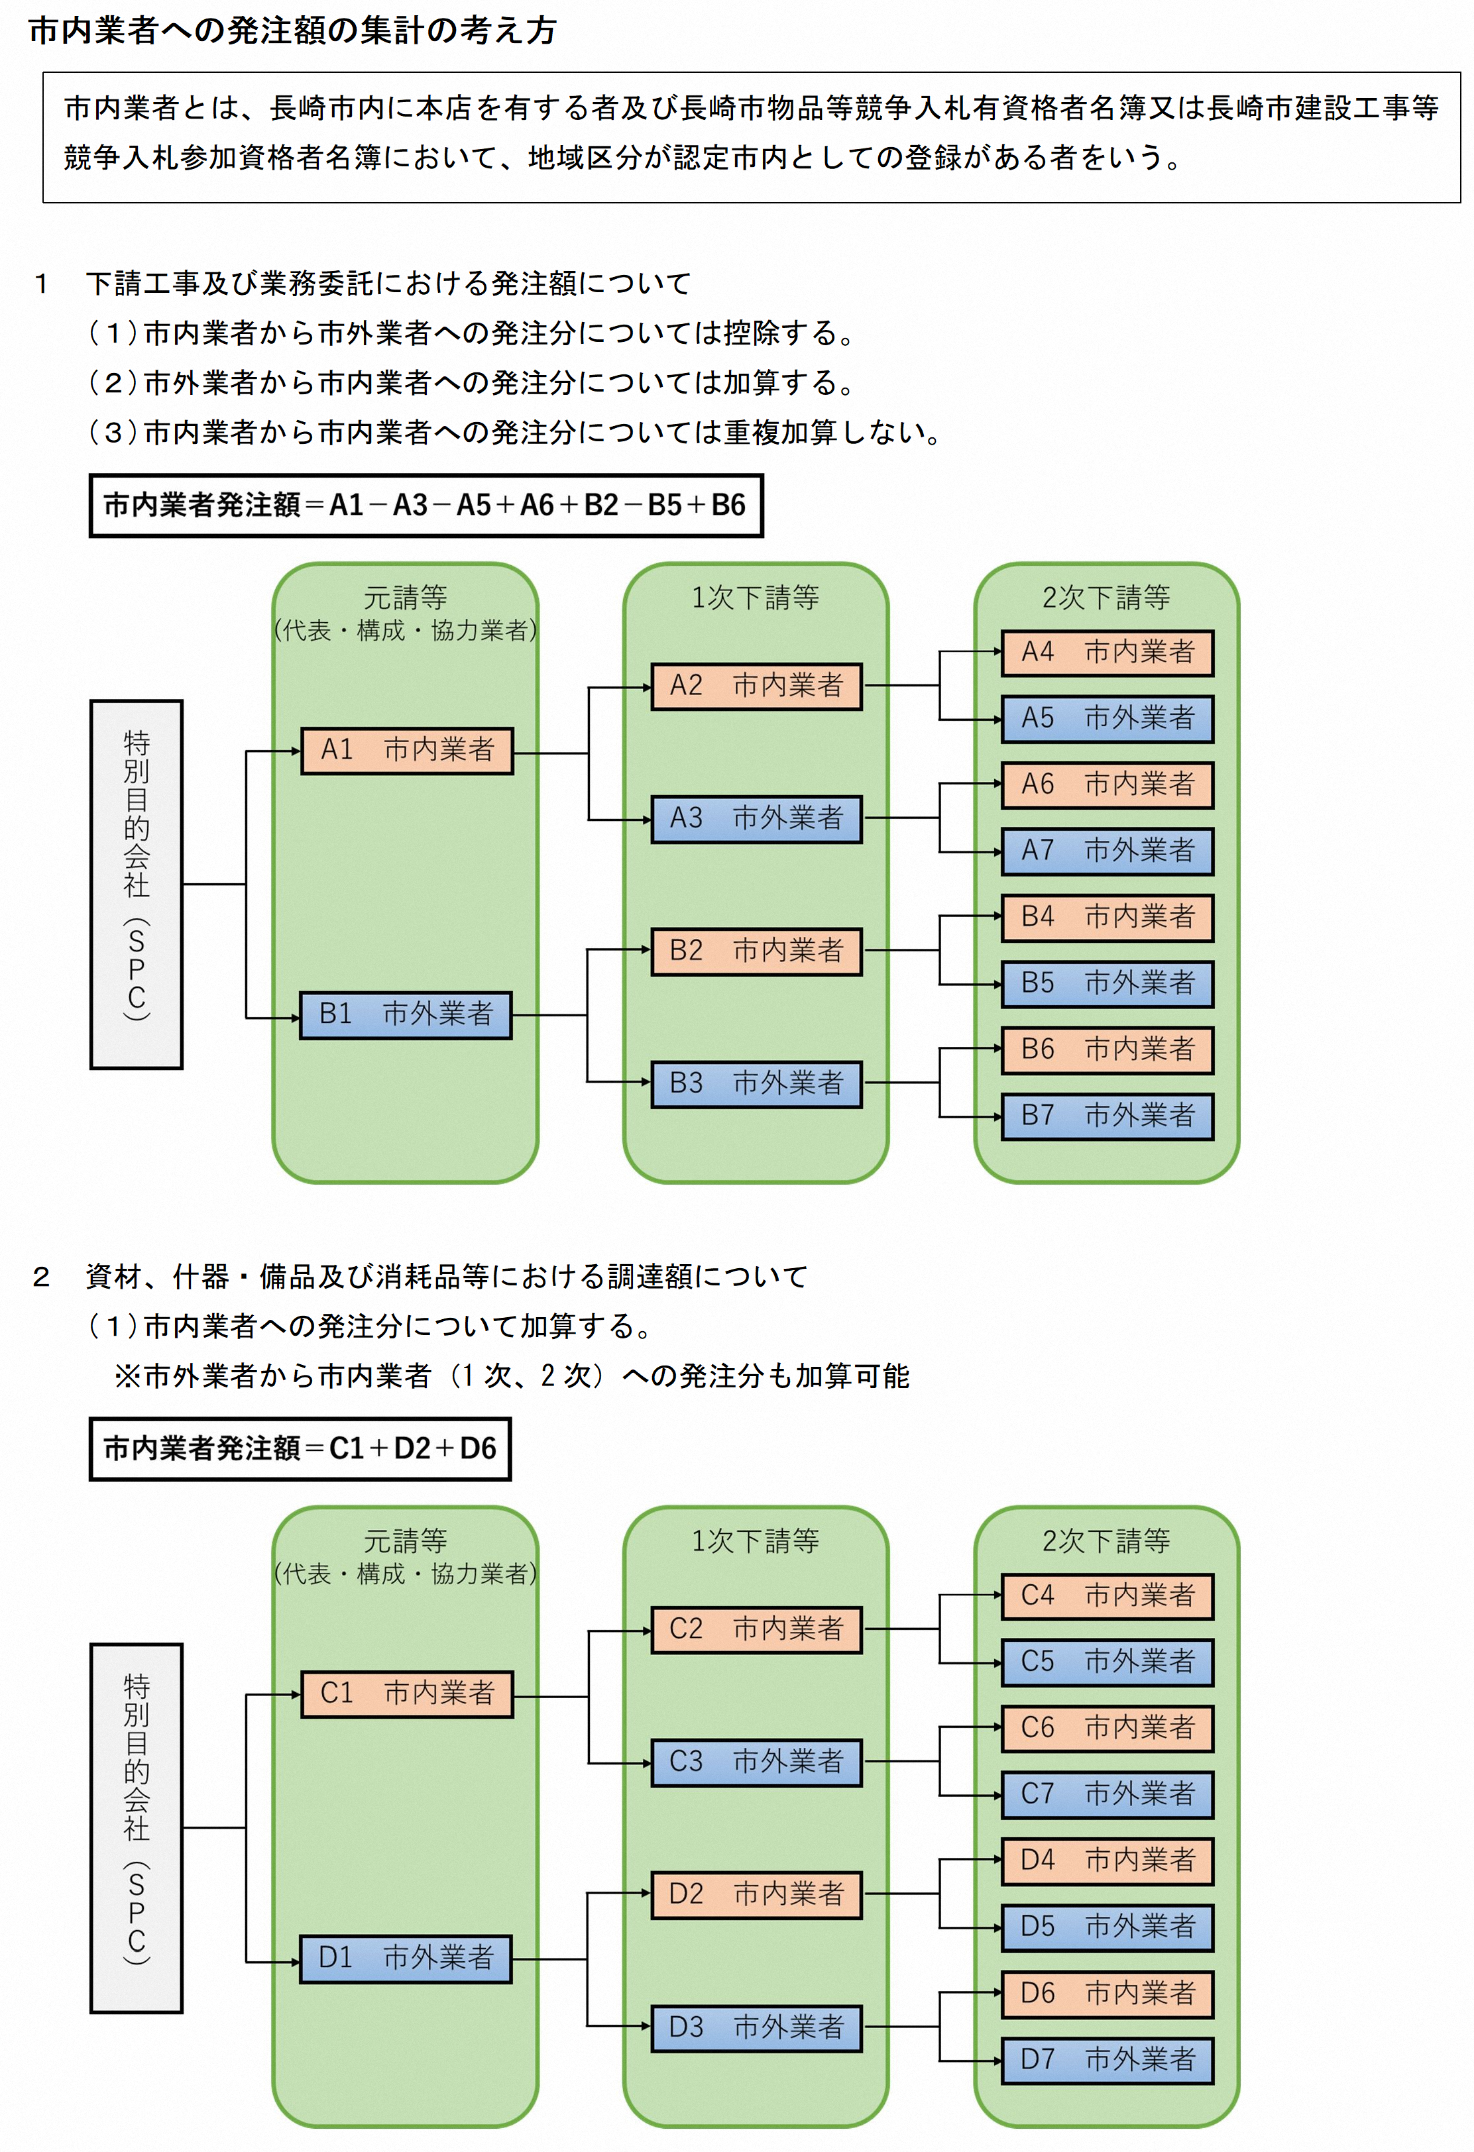 市内業者への発注額の集計の考え方
市内業者とは、長崎市内に本店を有する者及び長崎市物品等競争入札有資格者名簿又は長崎市建設工事等
競争入札参加資格者名簿において、地域区分が認定市内としての登録がある者をいう。
１　下請工事及び業務委託における発注額について
（１）市内業者から市外業者への発注分については控除する。
（２）市外業者から市内業者への発注分については加算する。
（３）市内業者から市内業者への発注分については重複加算しない。
市内業者発注額＝A1－A3－A5＋A6＋B2－B5＋B6
特別目的会社（SPC）
元請等
(代表・構成・協力業者)
A1　市内業者
B1　市外業者
1次下請等
A2　市内業者
A3　市外業者
B2　市内業者
B3　市外業者
2次下請等
A4　市内業者
A5　市外業者
A6　市内業者
A7　市外業者
B4　市内業者
B5　市外業者
B6　市内業者
B7　市外業者
２　資材、什器・備品及び消耗品等における調達額について
（１）市内業者への発注分について加算する。
※市外業者から市内業者（1 次、2 次）への発注分も加算可能
市内業者発注額＝C1＋D2＋D6
特別目的会社（SPC）
元請等
(代表・構成・協力業者)
C1　市内業者
D1　市外業者
1次下請等
C2　市内業者
C3　市外業者
D2　市内業者
D3　市外業者
2次下請等
C4　市内業者
C5　市外業者
C6　市内業者
C7　市外業者
D4　市内業者
D5　市外業者
D6　市内業者
D7　市外業者